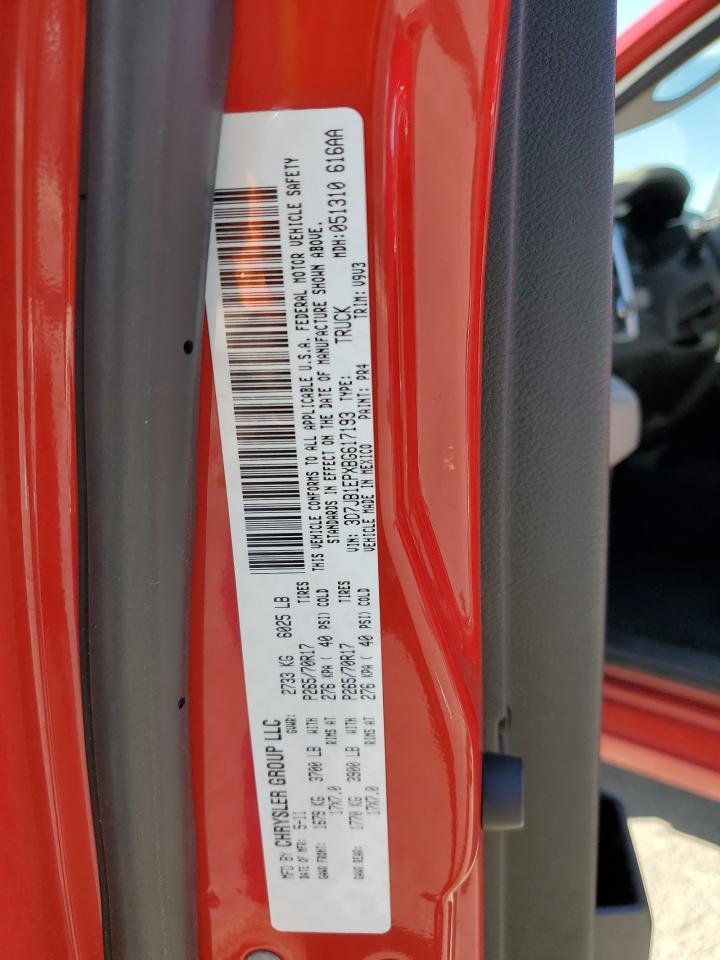 MFD BY CHRYSLER GROUP LLC
DATE OF MFR: 5-11 GVWR: 2733 KG 6025 LB
GAWR FRONT: 1679 KG 3700 LB WITH P265/70R17 TIRES
17X7.0 RIMS AT 276 KPA ( 40 PSI) COLD
GAWR REAR: 1770 KG 3900 LB WITH P265/70R17 TIRES
17X7.0 RIMS AT 276 KPA ( 40 PSI) COLD
THIS VEHICLE CONFORMS TO ALL APPLICABLE U.S.A. FEDERAL MOTOR VEHICLE SAFETY
STANDARDS IN EFFECT ON THE DATE OF MANUFACTURE SHOWN ABOVE.
VIN: 3D7JB1EPXBG617193 TYPE: TRUCK MDH:051310 616AA
VEHICLE MADE IN MEXICO PAINT: PR4 TRIM: V9V3